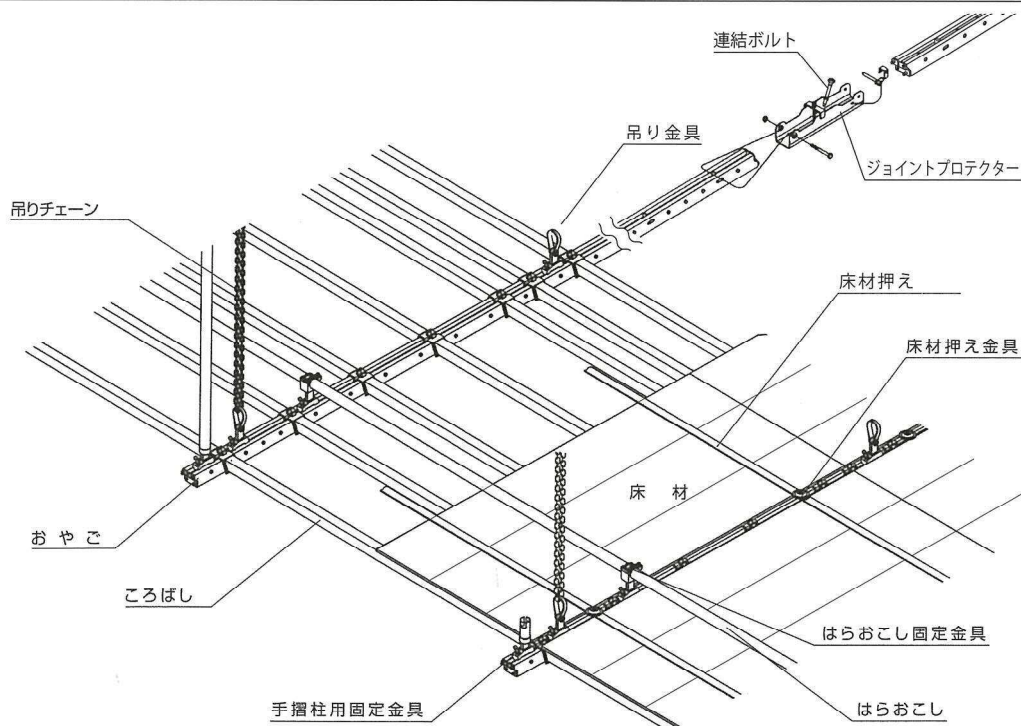 連結ボルト
吊り金具
ジョイントプロテクター
吊りチェーン
床材押え
床材押え金具
床材
おやご
ころばし
はらおこし固定金具
手摺柱用固定金具
はらおこし